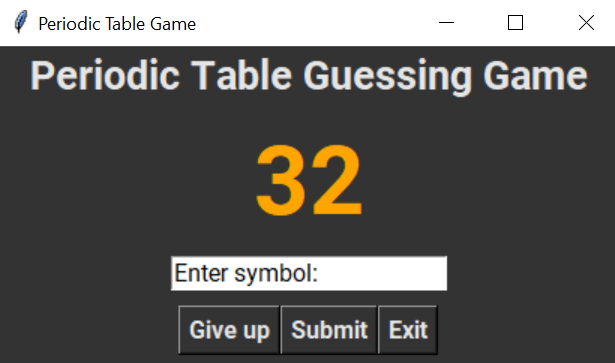 Periodic Table Game
Periodic Table Guessing Game
32
Enter symbol:
Give up Submit Exit